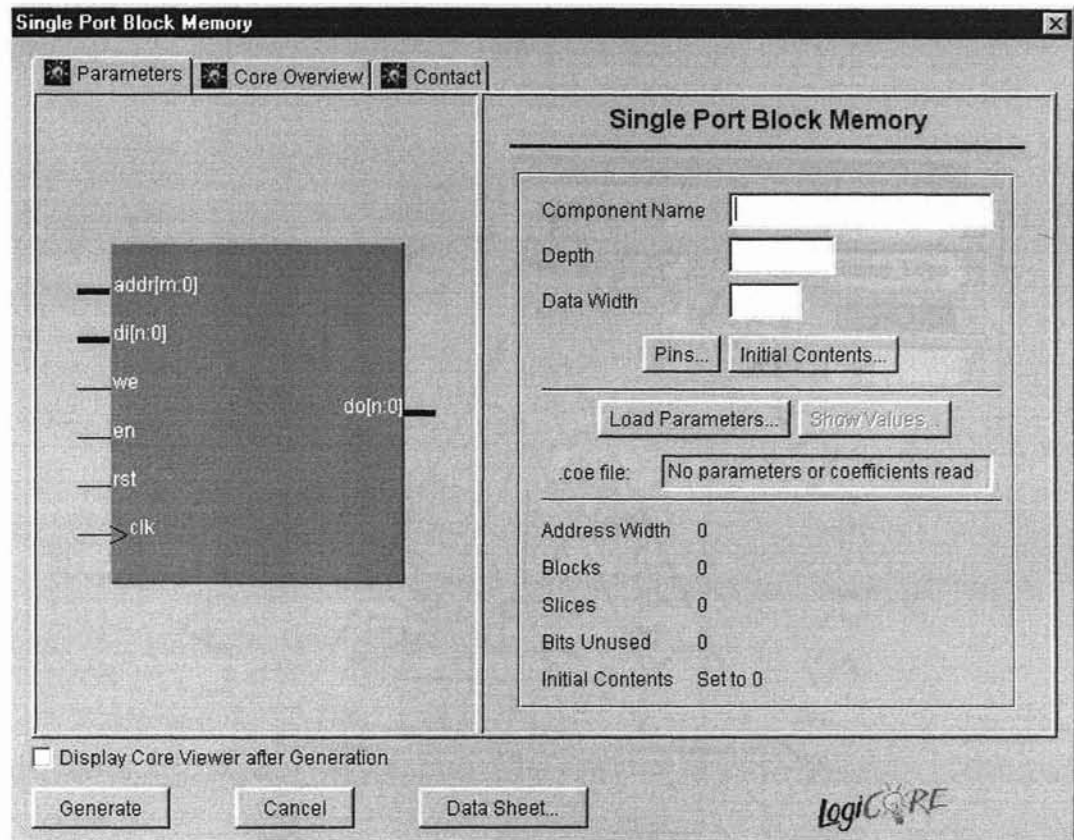 Single Port Block Memory
Parameters
Core Overview
Contact
addr[m:0]
di[n:0]
we
en
rst
clk
do[n:0]
Single Port Block Memory
Component Name
Depth
Data Width
Pins...
Initial Contents...
Load Parameters...
Show Values...
.coe file: No parameters or coefficients read
Address Width 0
Blocks 0
Slices 0
Bits Unused 0
Initial Contents Set to 0
Display Core Viewer after Generation
Generate
Cancel
Data Sheet...
LogiCORE